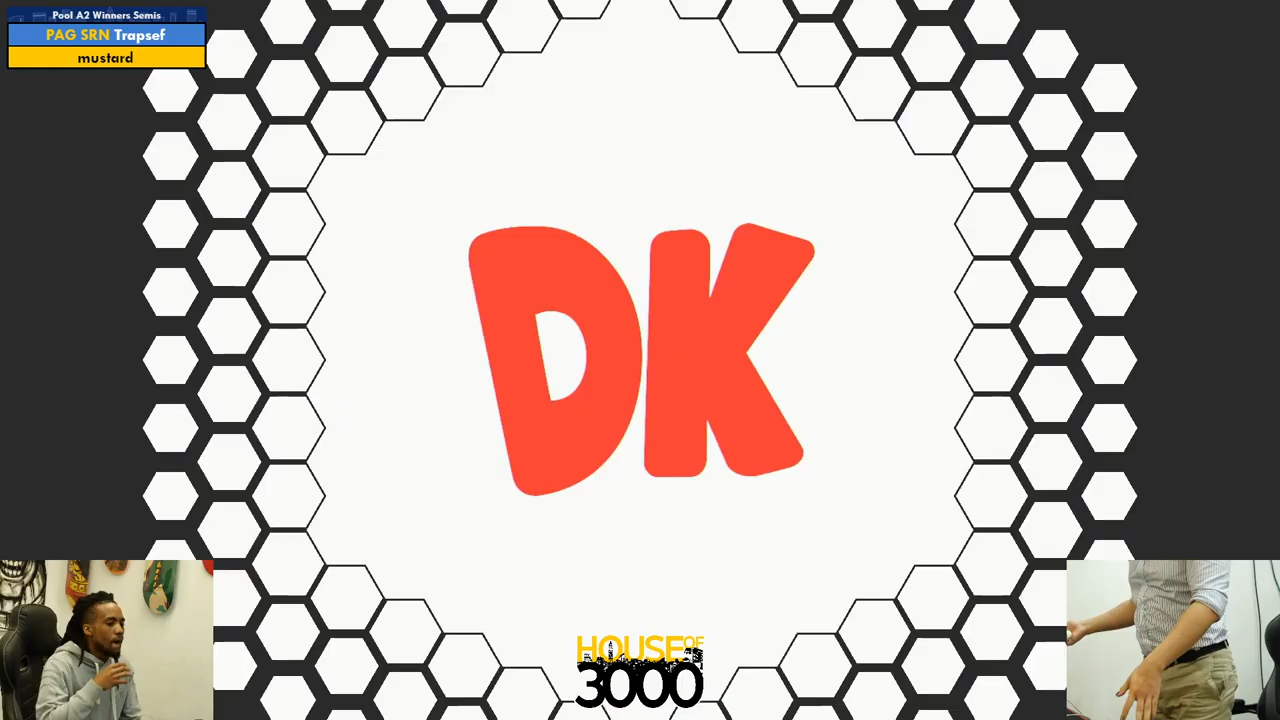 Pool A2 Winners Semis
PAG SRN Trapsef
mustard
DK
HOUSE OF
3000